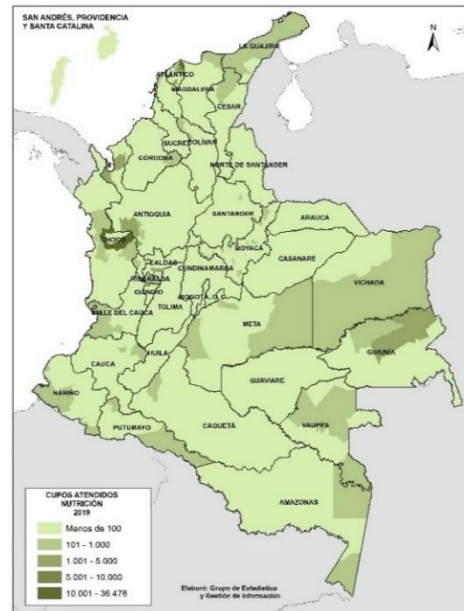 SAN ANDRÉS, PROVIDENCIA
Y SANTA CATALINA
N
LA GUAJIRA
ATLÁNTICO
MAGDALENA
CESAR
SUCRE
BOLÍVAR
CÓRDOBA
NORTE DE SANTANDER
ANTIOQUIA
SANTANDER
ARAUCA
CHOCÓ
BOYACÁ
CALDAS
CASANARE
RISARALDA
CUNDINAMARCA
VICHADA
QUINDÍO
BOGOTÁ, D. C.
VALLE DEL CAUCA
TOLIMA
META
GUAINÍA
HUILA
CAUCA
GUAVIARE
NARIÑO
VAUPÉS
PUTUMAYO
CAQUETÁ
AMAZONAS
CUPOS ATENDIDOS
NUTRICIÓN
2019
Menos de 100
101 - 1.000
1.001 - 5.000
5.001 - 10.000
10.001 - 36.478
Elaboró: Grupo de Estadística
y Gestión de Información